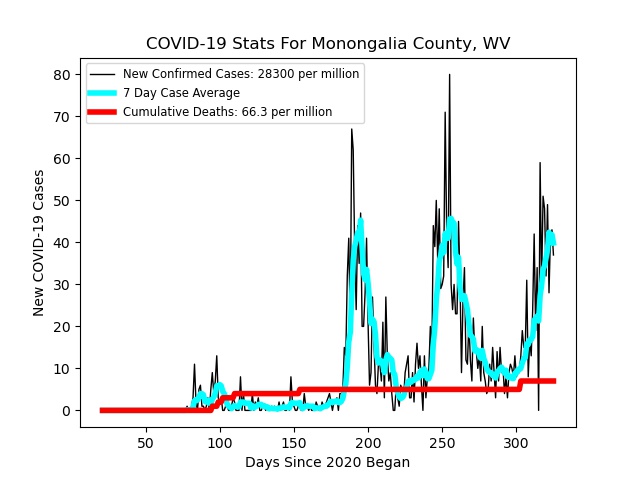 COVID-19 Stats For Monongalia County, WV
New Confirmed Cases: 28300 per million
7 Day Case Average
Cumulative Deaths: 66.3 per million
New COVID-19 Cases
80
70
60
50
40
30
20
10
0
50 100 150 200 250 300
Days Since 2020 Began